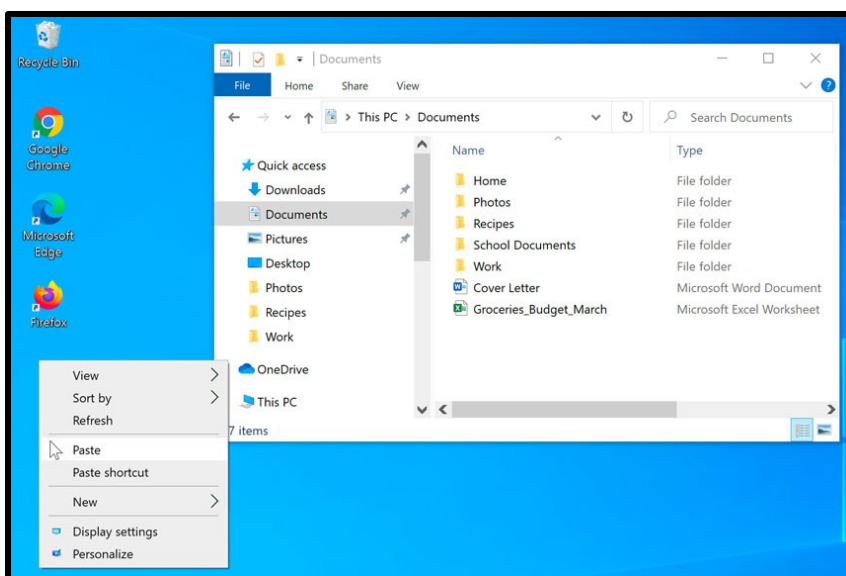 Recycle Bin
Google
Chrome
Microsoft
Edge
Firefox
Documents
File Home Share View
This PC > Documents
Search Documents
Name Type
Quick access
Downloads
Documents
Pictures
Desktop
Photos
Recipes
Work
OneDrive
This PC
Home File folder
Photos File folder
Recipes File folder
School Documents File folder
Work File folder
Cover Letter Microsoft Word Document
Groceries_Budget_March Microsoft Excel Worksheet
7 items
View
Sort by
Refresh
Paste
Paste shortcut
New
Display settings
Personalize